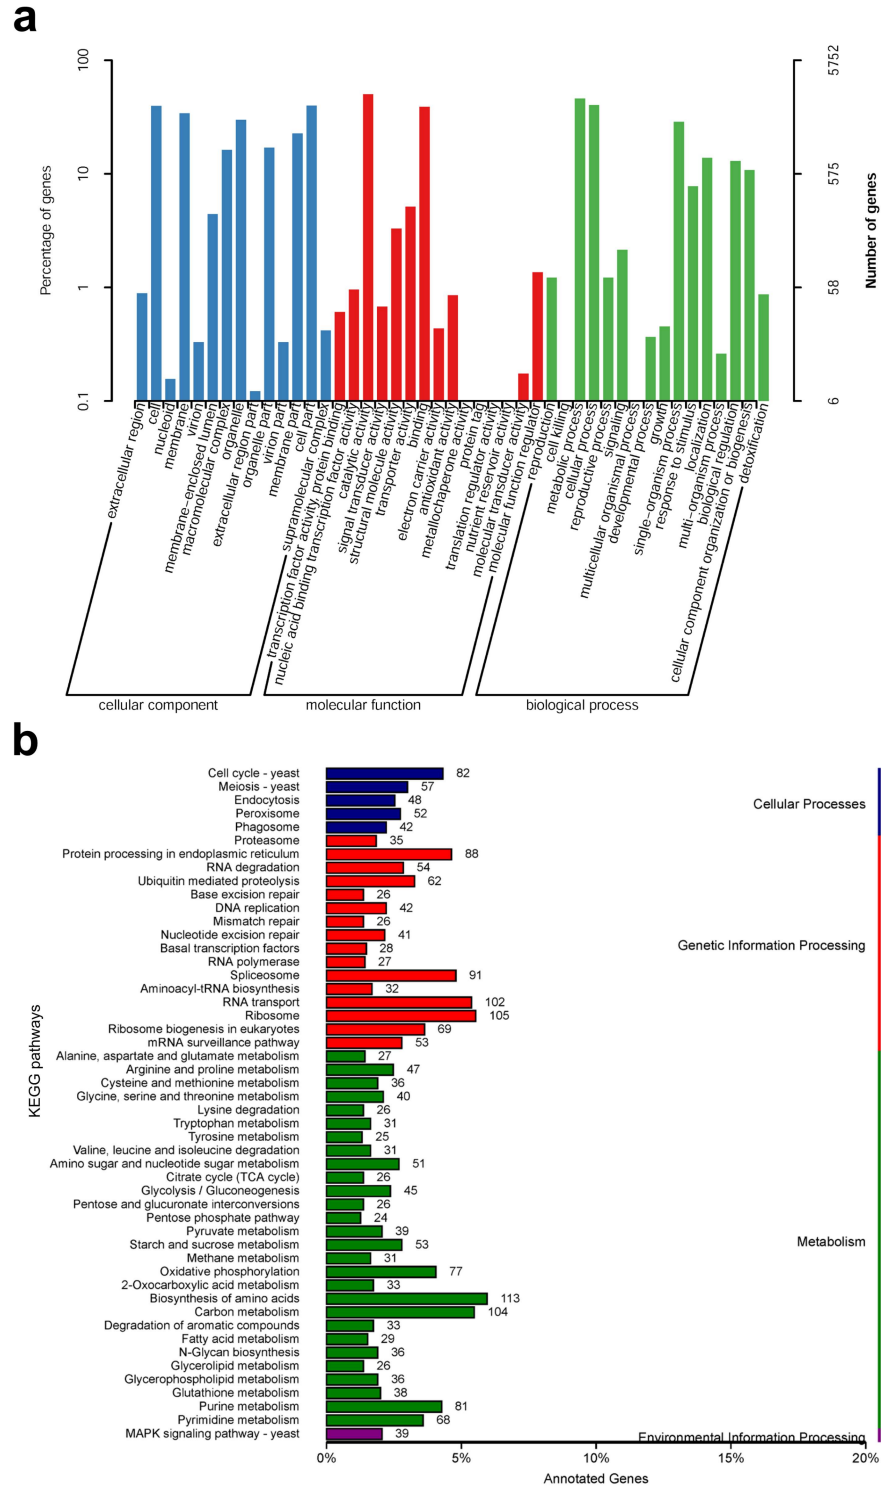 a
100
10
1
0.1
Percentage of genes
5752
575
58
6
Number of genes
extracellular region
cell
nucleoid
membrane
virion
membrane−enclosed lumen
macromolecular complex
organelle
extracellular region part
organelle part
virion part
membrane part
cell part
supramolecular complex
transcription factor activity, protein binding
nucleic acid binding transcription factor activity
catalytic activity
signal transducer activity
structural molecule activity
transporter activity
binding
electron carrier activity
antioxidant activity
metallochaperone activity
protein tag
translation regulator activity
nutrient reservoir activity
molecular transducer activity
molecular function regulator
reproduction
cell killing
metabolic process
cellular process
reproductive process
signaling
multicellular organismal process
developmental process
growth
single−organism process
response to stimulus
localization
multi−organism process
biological regulation
cellular component organization or biogenesis
detoxification
cellular component
molecular function
biological process
b
KEGG pathways
Cell cycle - yeast 82
Meiosis - yeast 57
Endocytosis 48
Peroxisome 52
Phagosome 42
Cellular Processes
Proteasome 35
Protein processing in endoplasmic reticulum 88
RNA degradation 54
Ubiquitin mediated proteolysis 62
Base excision repair 26
DNA replication 42
Mismatch repair 26
Nucleotide excision repair 41
Basal transcription factors 28
RNA polymerase 27
Spliceosome 91
Aminoacyl-tRNA biosynthesis 32
RNA transport 102
Ribosome 105
Ribosome biogenesis in eukaryotes 69
mRNA surveillance pathway 53
Genetic Information Processing
Alanine, aspartate and glutamate metabolism 27
Arginine and proline metabolism 47
Cysteine and methionine metabolism 36
Glycine, serine and threonine metabolism 40
Lysine degradation 26
Tryptophan metabolism 31
Tyrosine metabolism 25
Valine, leucine and isoleucine degradation 31
Amino sugar and nucleotide sugar metabolism 51
Citrate cycle (TCA cycle) 26
Glycolysis / Gluconeogenesis 45
Pentose and glucuronate interconversions 26
Pentose phosphate pathway 24
Pyruvate metabolism 39
Starch and sucrose metabolism 53
Methane metabolism 31
Oxidative phosphorylation 77
2-Oxocarboxylic acid metabolism 33
Biosynthesis of amino acids 113
Carbon metabolism 104
Degradation of aromatic compounds 33
Fatty acid metabolism 29
N-Glycan biosynthesis 36
Glycerolipid metabolism 26
Glycerophospholipid metabolism 36
Glutathione metabolism 38
Purine metabolism 81
Pyrimidine metabolism 68
Metabolism
MAPK signaling pathway - yeast 39
Environmental Information Processing
0% 5% 10% 15% 20%
Annotated Genes